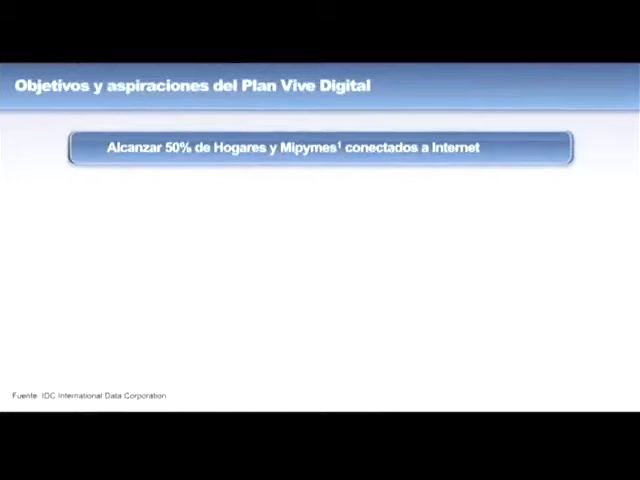 Objetivos y aspiraciones del Plan Vive Digital
Alcanzar 50% de Hogares y Mipymes¹ conectados a Internet
Fuente: IDC International Data Corporation